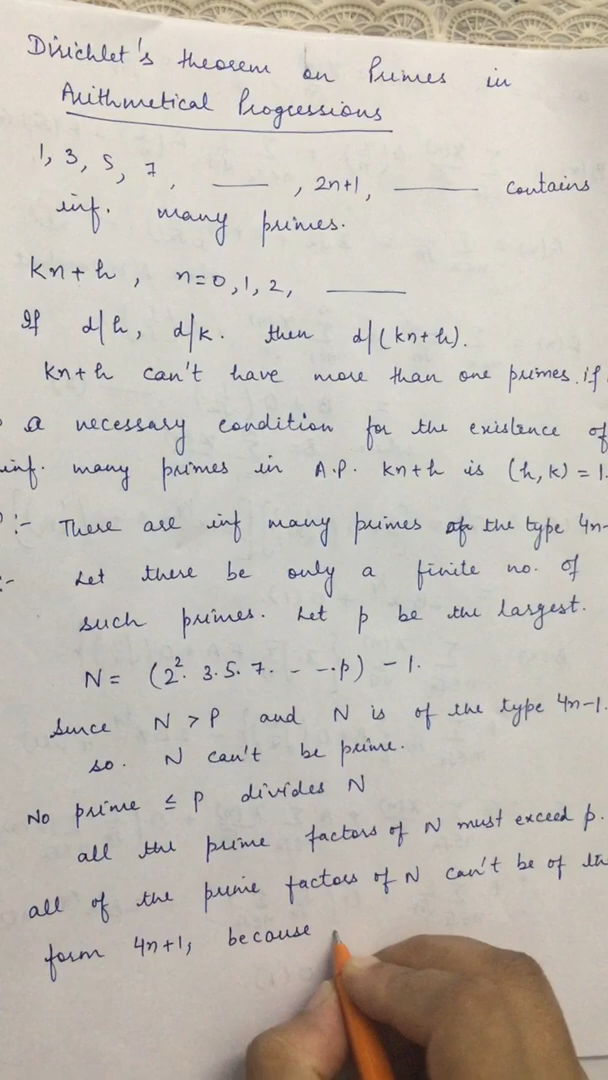 Dirichlet's theorem on Primes in
Arithmetical Progressions
1, 3, 5, 7, ——, 2n+1, —— contains
inf. many primes.
kn+h, n=0,1,2, ——
If d/h, d/k. then d/(kn+h).
kn+h can't have more than one primes. if
a necessary condition for the existence of
inf. many primes in A.P. kn+h is (h,k) = 1.
:- There are inf many primes of the type 4n-
:- Let there be only a finite no. of
such primes. Let p be the largest.
N= (2². 3. 5. 7. - - -. p) - 1.
Since N > P and N is of the type 4n-1.
so. N can't be prime.
No prime ≤ P divides N
all the prime factors of N must exceed p.
all of the prime factors of N can't be of the
form 4n+1, because